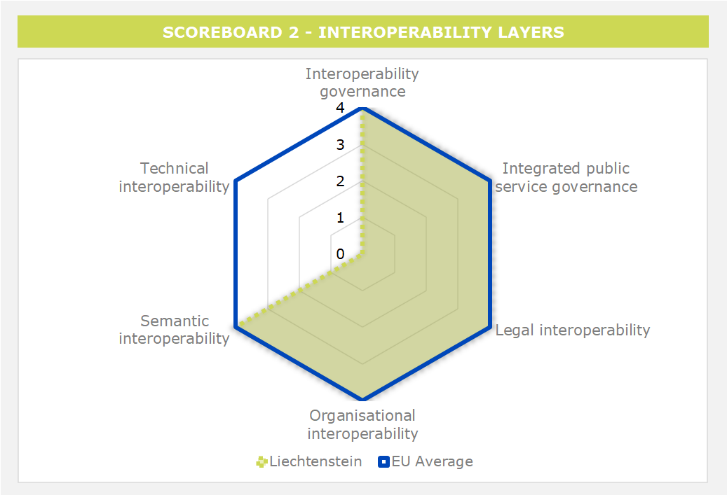 SCOREBOARD 2 - INTEROPERABILITY LAYERS
Interoperability
governance
4
3
2
1
0
Technical
interoperability
Integrated public
service governance
Semantic
interoperability
Legal interoperability
Organisational
interoperability
Liechtenstein
EU Average